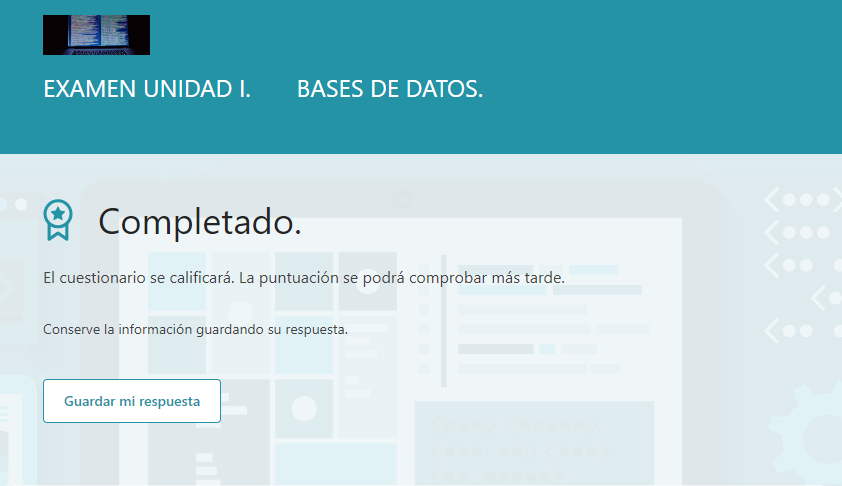 EXAMEN UNIDAD I. BASES DE DATOS.
Completado.
El cuestionario se calificará. La puntuación se podrá comprobar más tarde.
Conserve la información guardando su respuesta.
Guardar mi respuesta